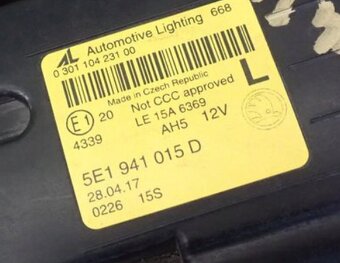 AL Automotive Lighting 668
0 301 104 231 00
Made in Czech Republic
Not CCC approved L
E1 20 LE 15A 6369
4339 AH5 12V
5E1 941 015 D
28.04.17
0226 15S